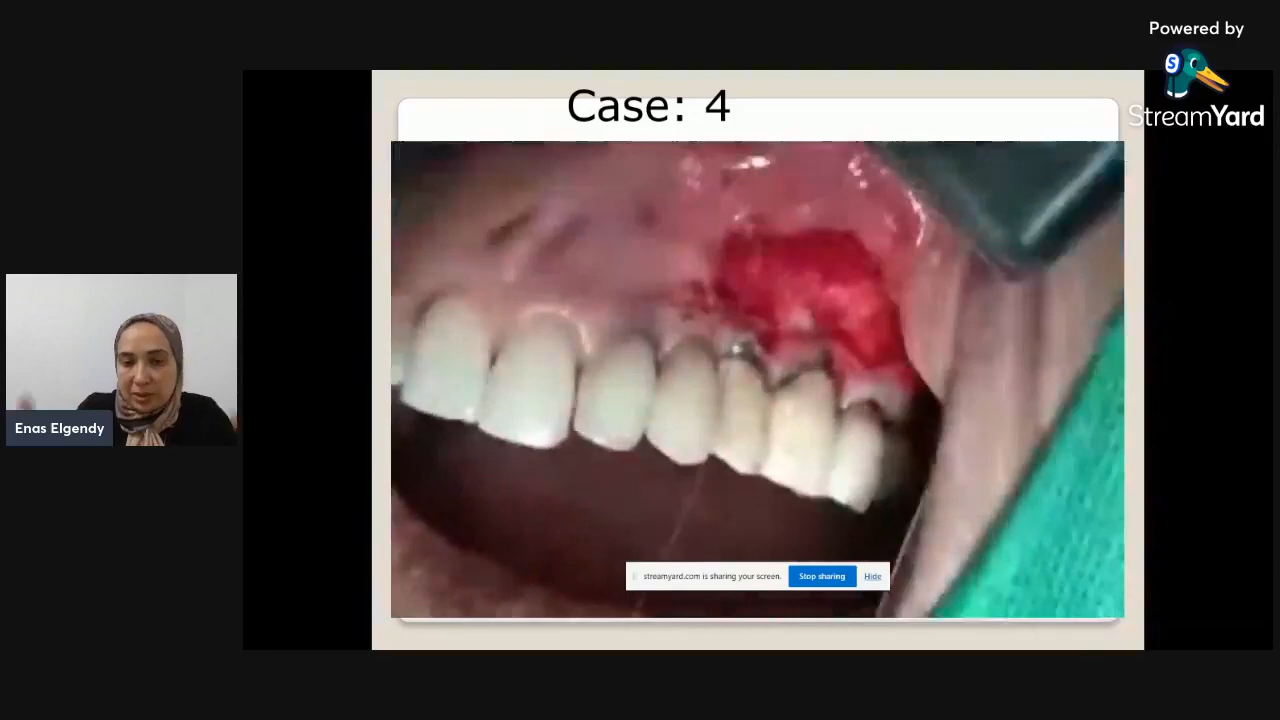 Powered by
StreamYard
Case: 4
Enas Elgendy
streamyard.com is sharing your screen. Stop sharing Hide